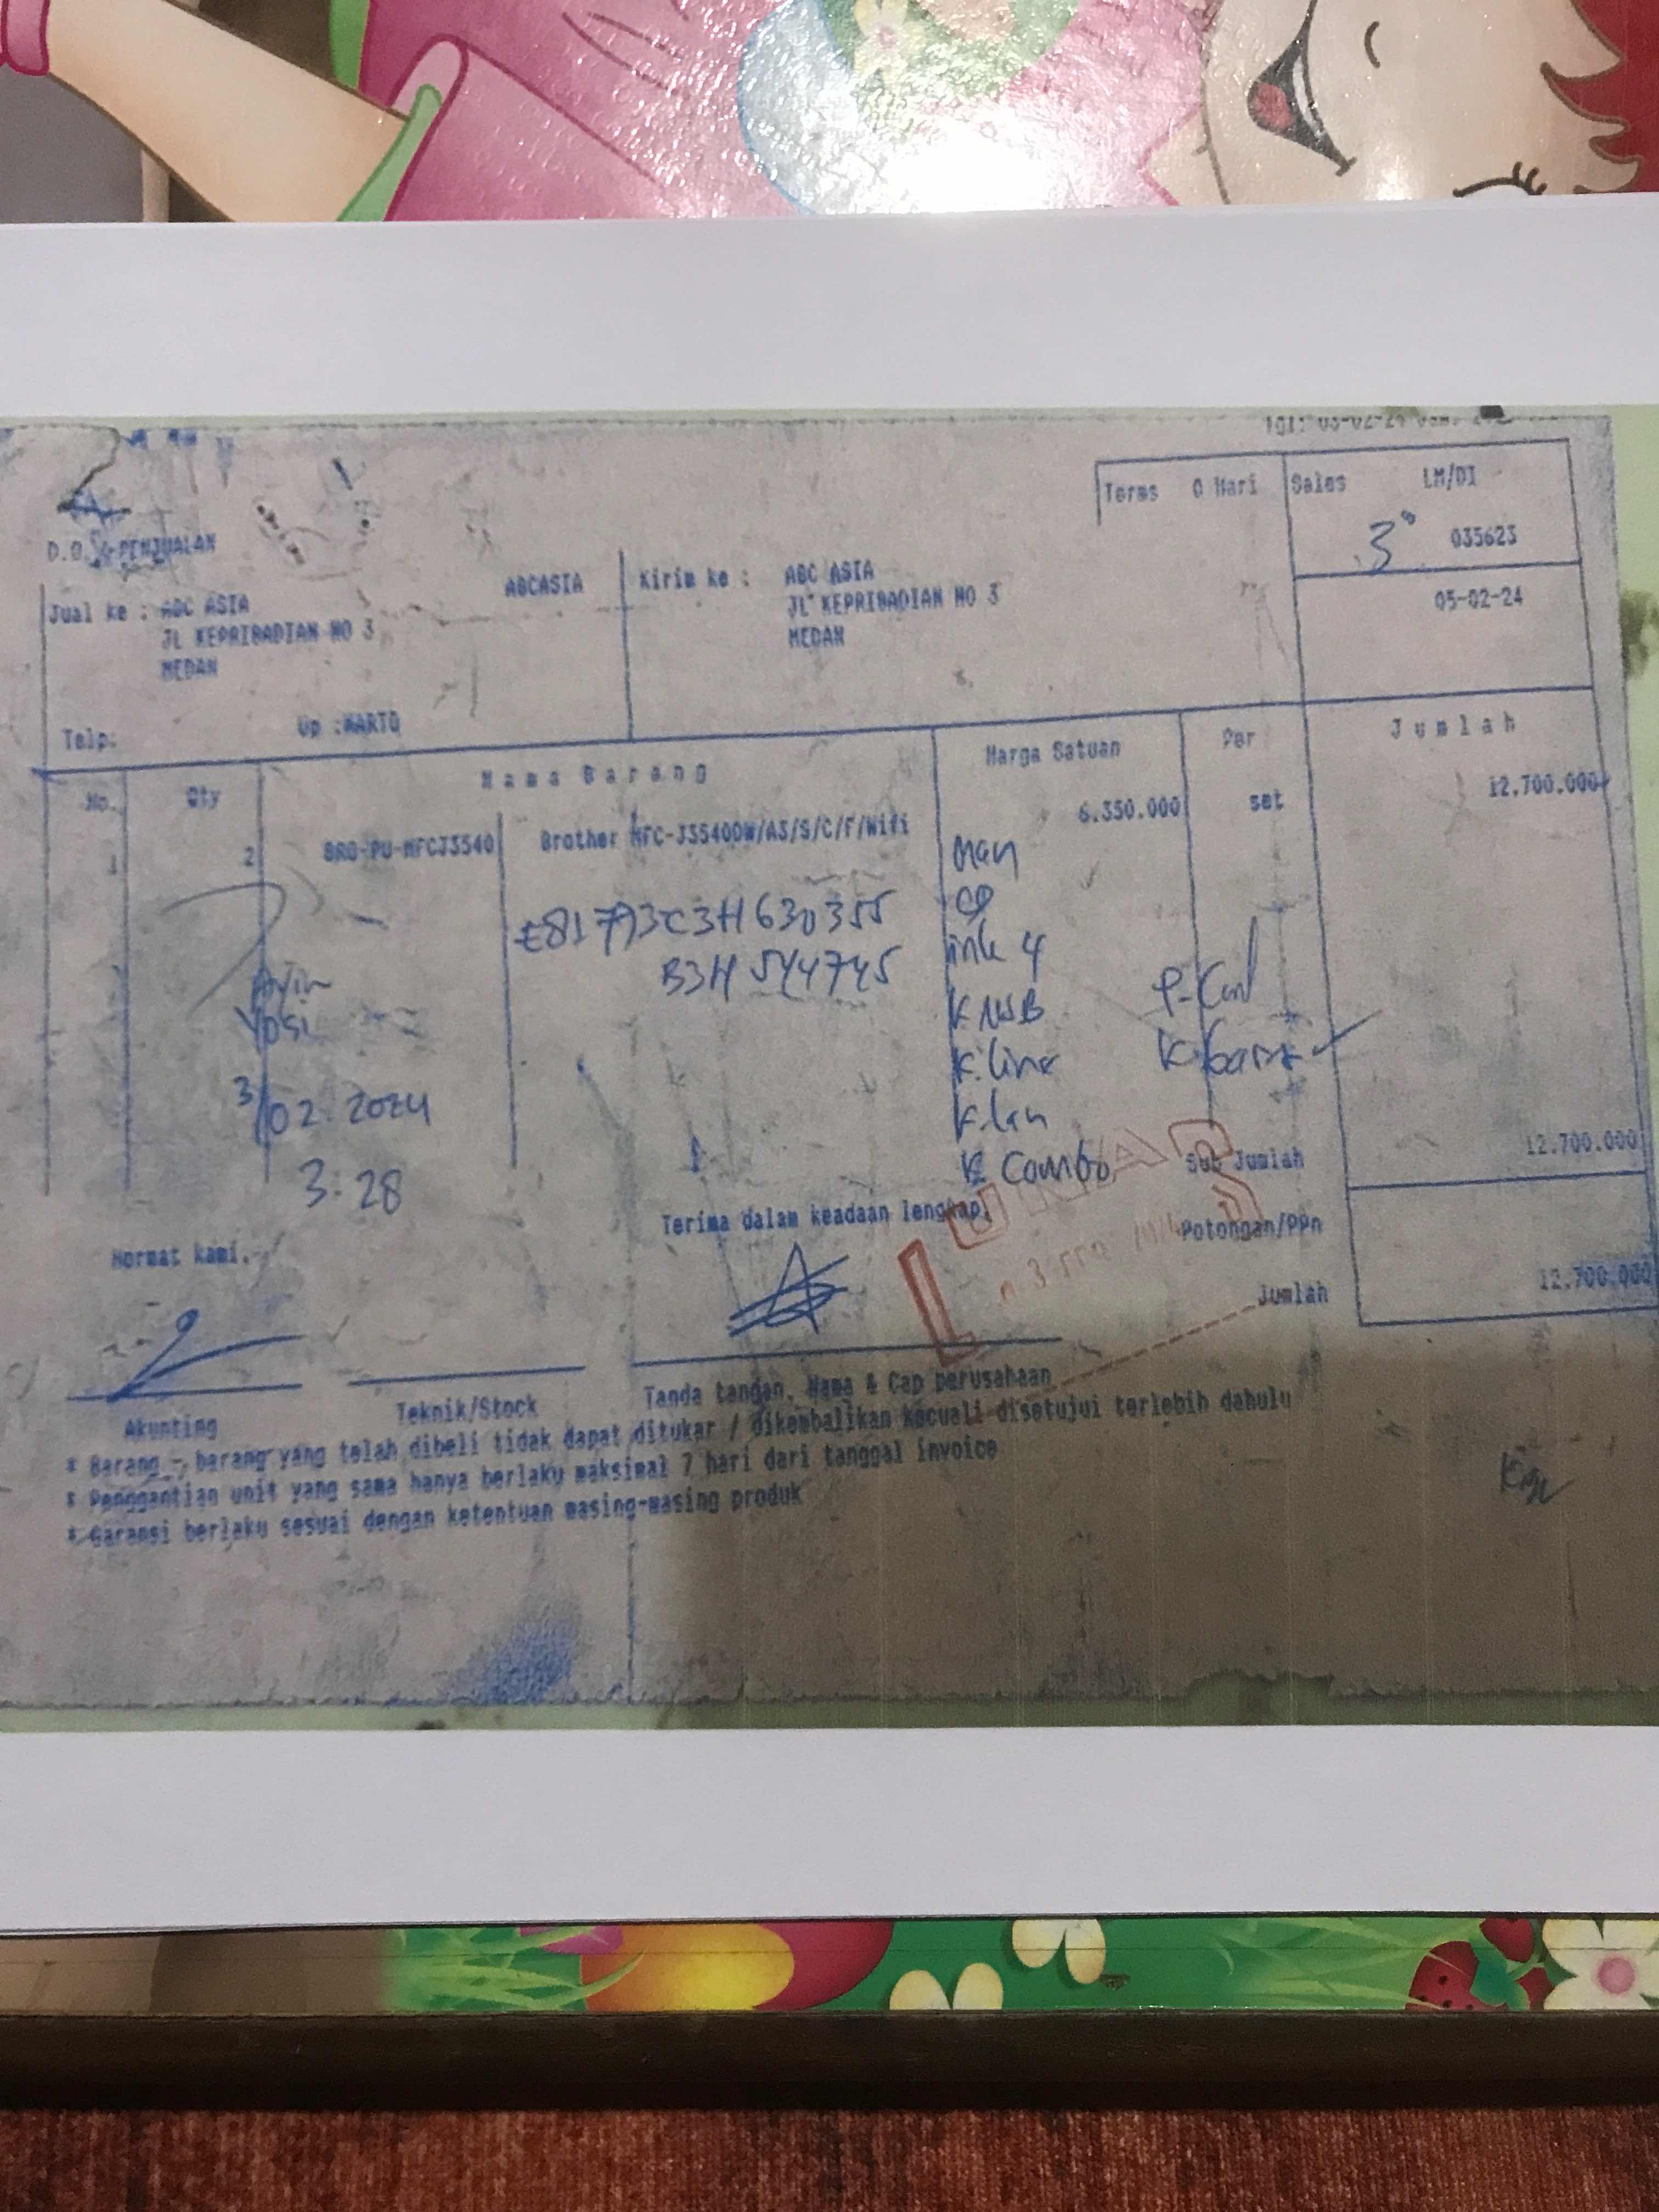 Terms 0 Hari Sales LM/DI
3 035623
05-02-24
D.O. PENJUALAN
ABCASIA
Jual ke : ABC ASIA
JL KEPRIBADIAN NO 3
MEDAN
Kirim ke : ABC ASIA
JL KEPRIBADIAN NO 3
MEDAN
Telp. Up :WARTO
No. Qty Nama Barang Harga Satuan Per Jumlah
1 2 BRO-PU-MFCJ3540 Brother MFC-J3540DW/A3/S/C/F/Wifi 6.350.000 set 12.700.000
E81793C3H630355
B3H544745
ink 4
K USB
K.line
K.lan
K Combo
P-Card
Yosi
3/02.2024
3:28
Sub Jumlah 12.700.000
Potongan/PPn
Jumlah 12.700.000
Hormat kami,
Terima dalam keadaan lengkap,
LUNAS
Akunting
Teknik/Stock
Tanda tangan, Nama & Cap perusahaan
* Barang - barang yang telah dibeli tidak dapat ditukar / dikembalikan kecuali disetujui terlebih dahulu
* Penggantian unit yang sama hanya berlaku maksimal 7 hari dari tanggal invoice
* Garansi berlaku sesuai dengan ketentuan masing-masing produk